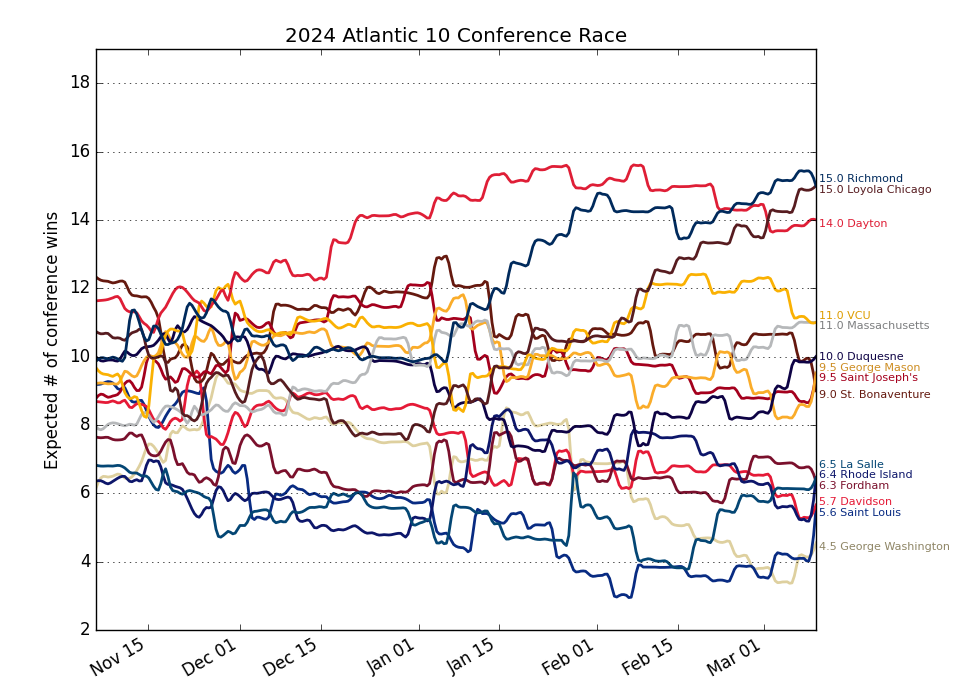 2024 Atlantic 10 Conference Race
Expected # of conference wins
18
16
14
12
10
8
6
4
2
Nov 15
Dec 01
Dec 15
Jan 01
Jan 15
Feb 01
Feb 15
Mar 01
15.0 Richmond
15.0 Loyola Chicago
14.0 Dayton
11.0 VCU
11.0 Massachusetts
10.0 Duquesne
9.5 George Mason
9.5 Saint Joseph's
9.0 St. Bonaventure
6.5 La Salle
6.4 Rhode Island
6.3 Fordham
5.7 Davidson
5.6 Saint Louis
4.5 George Washington